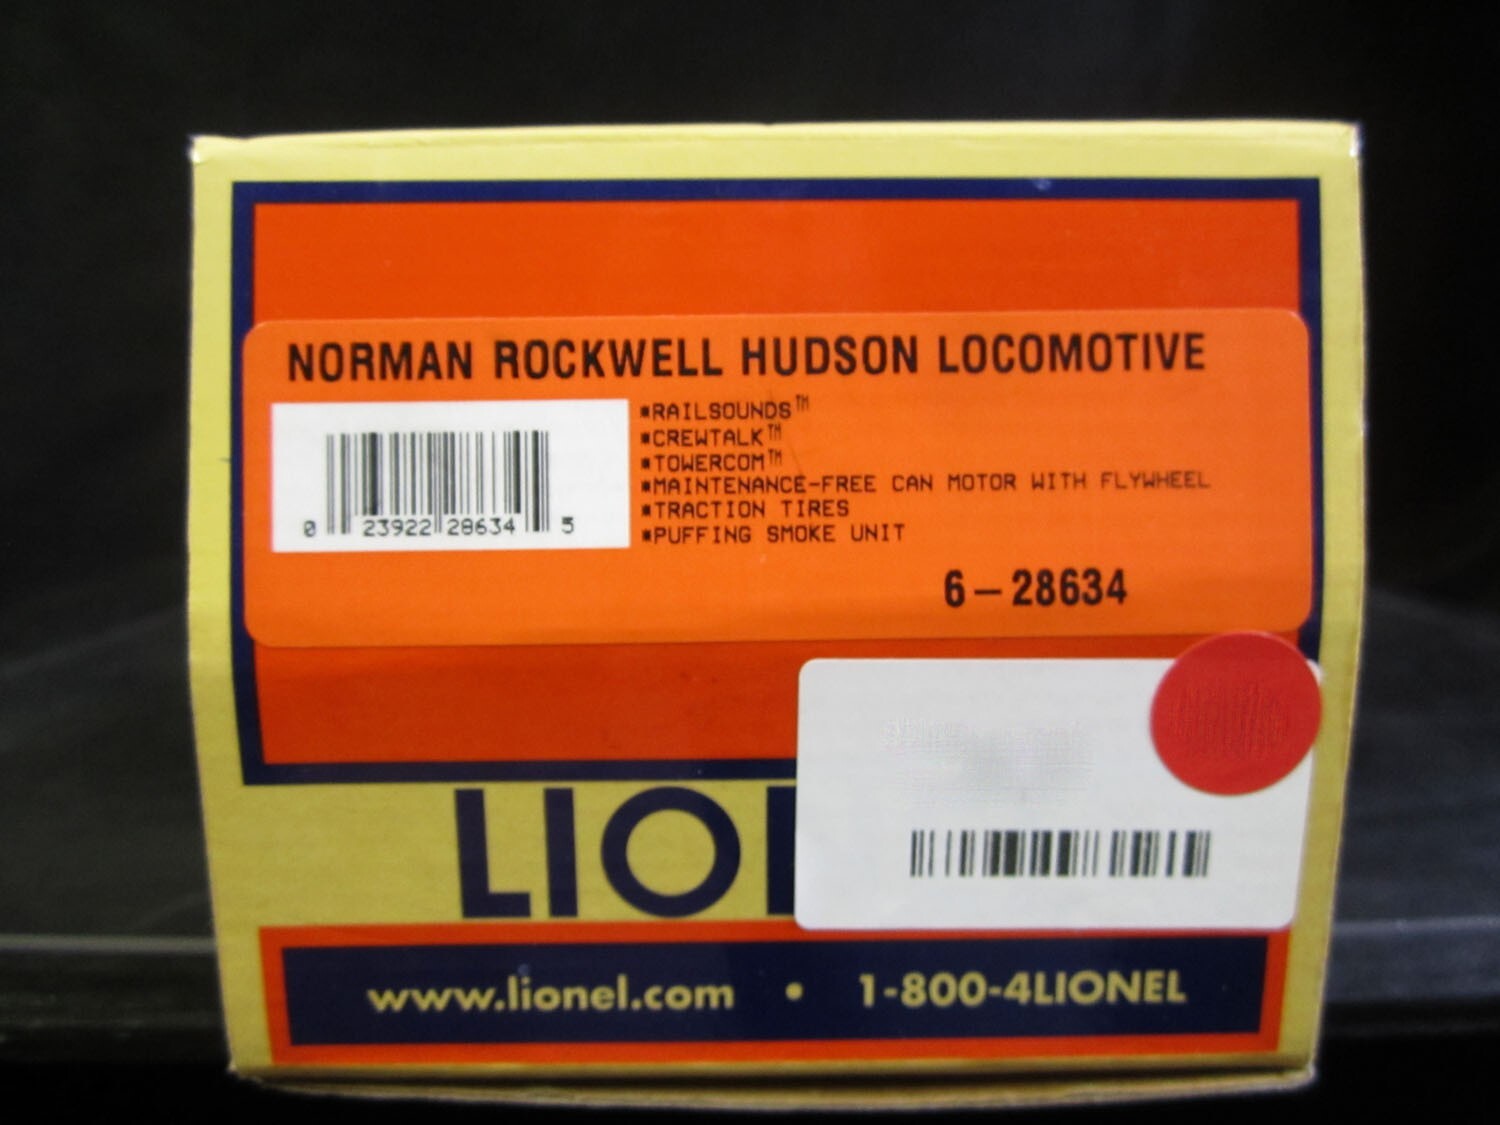 NORMAN ROCKWELL HUDSON LOCOMOTIVE
*RAILSOUNDS™
*CREWTALK™
*TOWERCOM™
*MAINTENANCE-FREE CAN MOTOR WITH FLYWHEEL
*TRACTION TIRES
*PUFFING SMOKE UNIT
0 23922 28634 5
6-28634
LIO
www.lionel.com • 1-800-4LIONEL